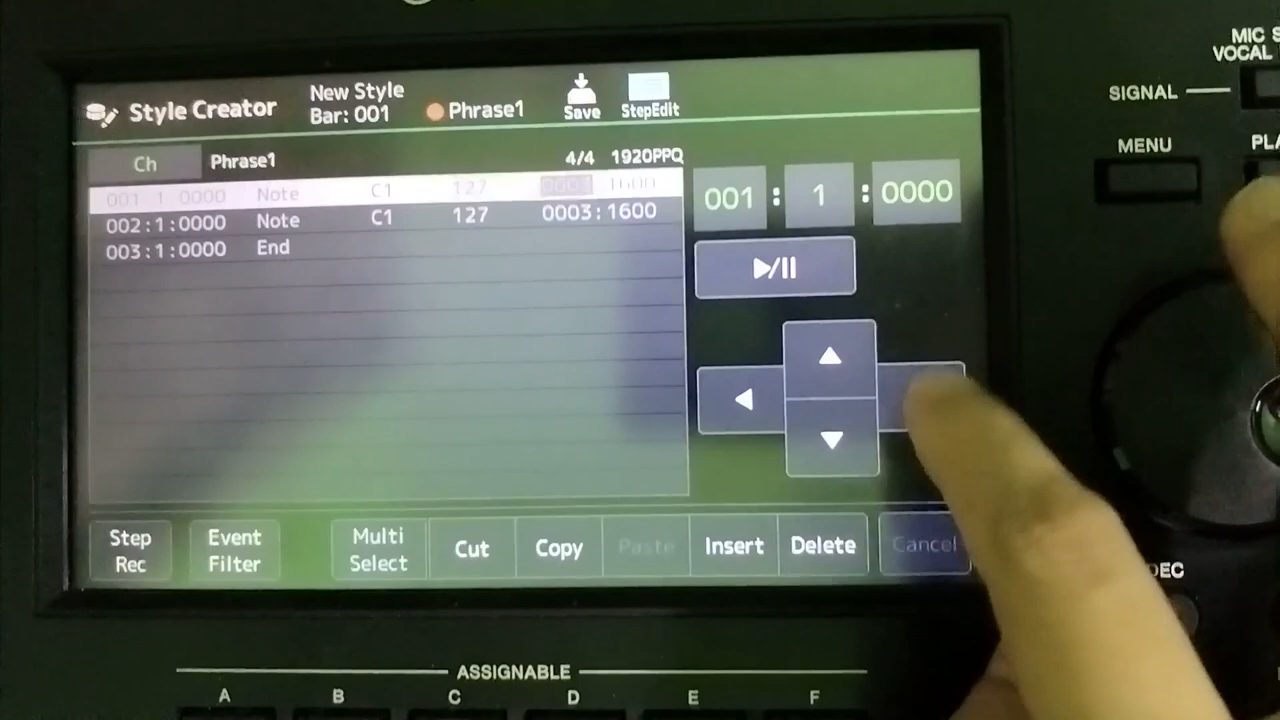 MIC S
VOCAL
SIGNAL
MENU
PLA
Style Creator
New Style
Bar: 001
Phrase1
Save
StepEdit
Ch
Phrase1
4/4 1920PPQ
001:1:0000 Note C1 127 1600
002:1:0000 Note C1 127 0003:1600
003:1:0000 End
001 : 1 : 0000
Step
Rec
Event
Filter
Multi
Select
Cut
Copy
Paste
Insert
Delete
Cancel
DEC
ASSIGNABLE
A B C D E F